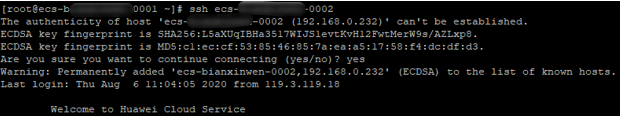 [root@ecs-b 0001 ~]# ssh ecs- -0002
The authenticity of host 'ecs- -0002 (192.168.0.232)' can't be established.
ECDSA key fingerprint is SHA256:L5aXUqIBHa35l7WIJSlevtKvHl2FwtMerW9s/AZLxp8.
ECDSA key fingerprint is MD5:c1:ec:cf:53:85:46:85:7a:ea:a5:17:58:f4:dc:df:d3.
Are you sure you want to continue connecting (yes/no)? yes
Warning: Permanently added 'ecs-bianxinwen-0002,192.168.0.232' (ECDSA) to the list of known hosts.
Last login: Thu Aug  6 11:04:05 2020 from 119.3.119.18
Welcome to Huawei Cloud Service